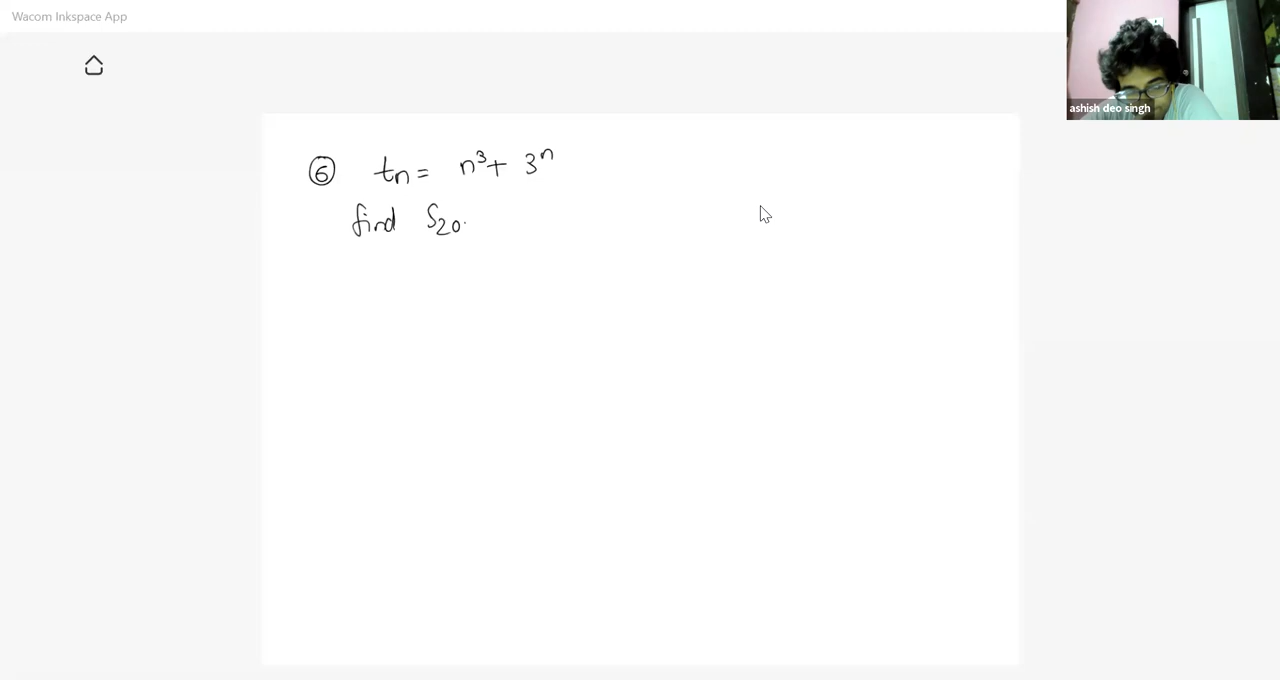 Wacom Inkspace App
ashish deo singh
⑥ tₙ = n³ + 3ⁿ
find S₂₀.